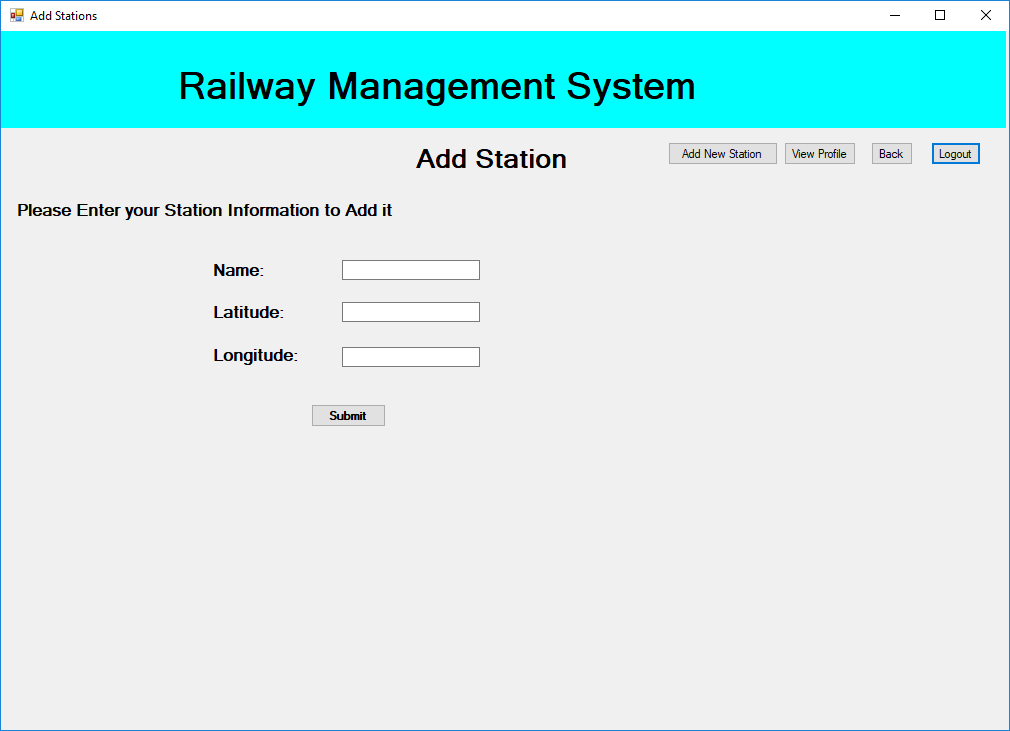 Add Stations
Railway Management System
Add Station
Add New Station
View Profile
Back
Logout
Please Enter your Station Information to Add it
Name:
Latitude:
Longitude:
Submit